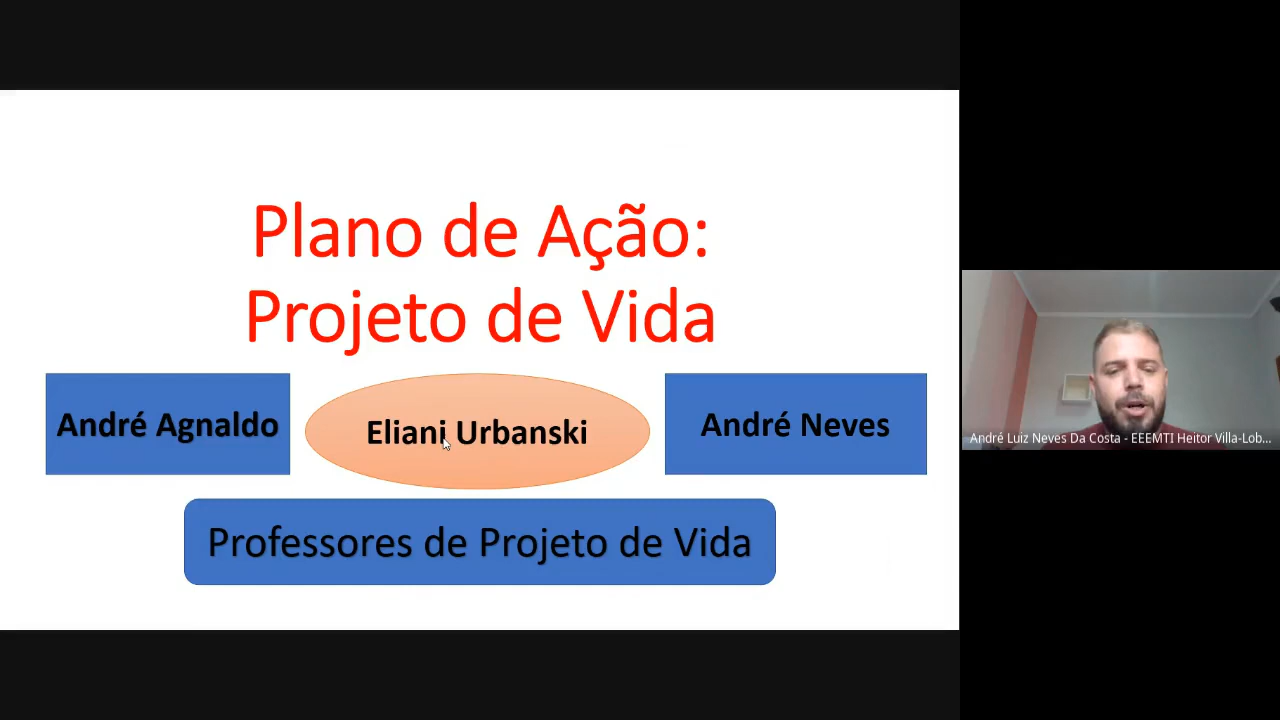 Plano de Ação:
Projeto de Vida
André Agnaldo
Eliani Urbanski
André Neves
Professores de Projeto de Vida
André Luiz Neves Da Costa - EEEMTI Heitor Villa-Lob...